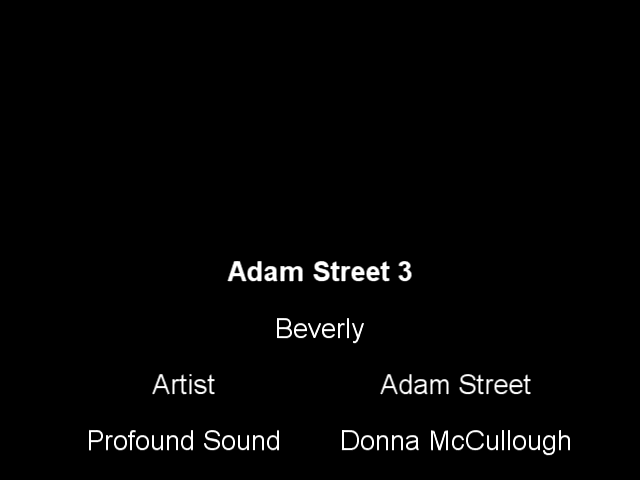 Adam Street 3
Beverly
Artist Adam Street
Profound Sound Donna McCullough